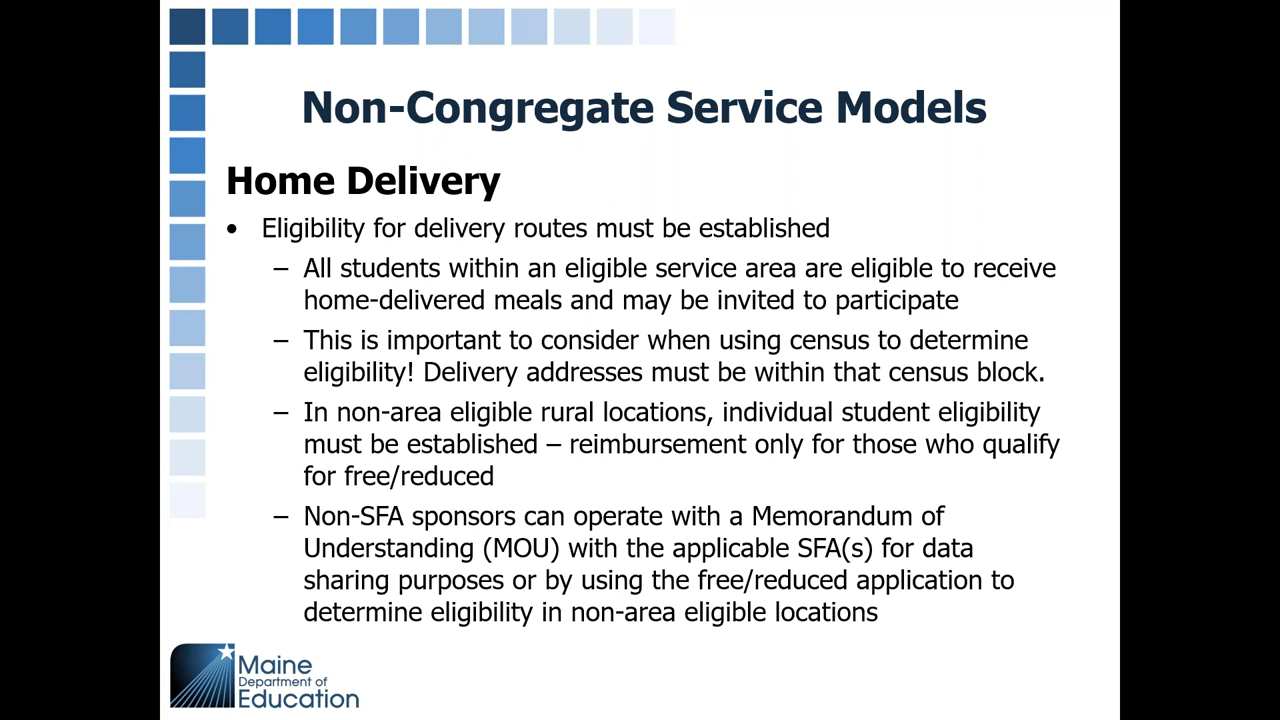 Non-Congregate Service Models
Home Delivery
• Eligibility for delivery routes must be established
– All students within an eligible service area are eligible to receive
home-delivered meals and may be invited to participate
– This is important to consider when using census to determine
eligibility! Delivery addresses must be within that census block.
– In non-area eligible rural locations, individual student eligibility
must be established – reimbursement only for those who qualify
for free/reduced
– Non-SFA sponsors can operate with a Memorandum of
Understanding (MOU) with the applicable SFA(s) for data
sharing purposes or by using the free/reduced application to
determine eligibility in non-area eligible locations
Maine
Department of
Education